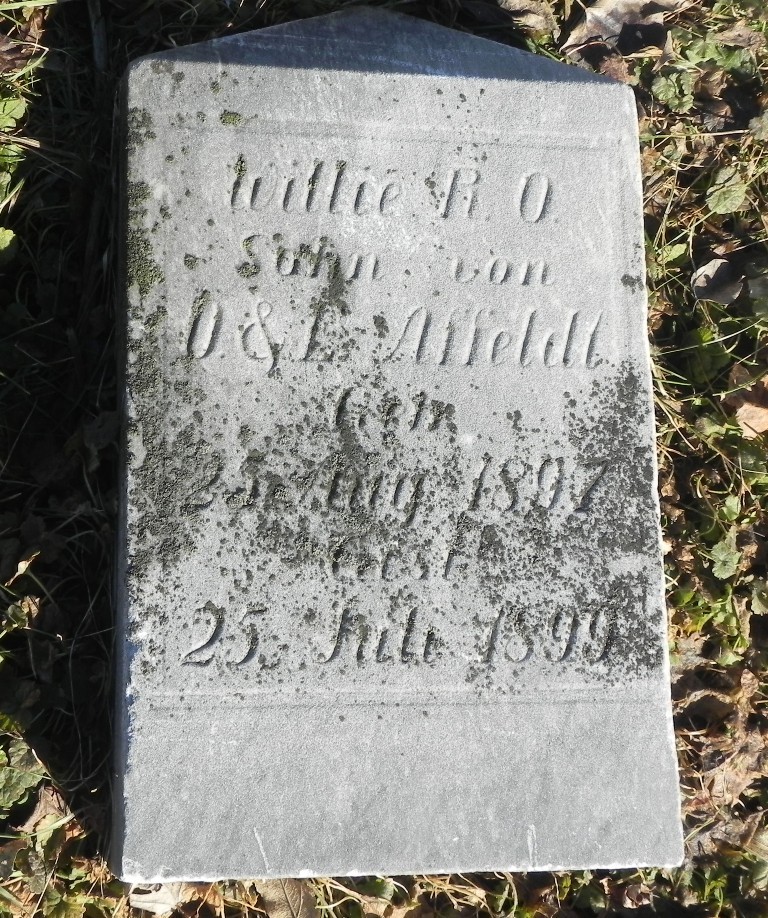 Willie R. O.
Sohn von
O. & L. Affeldt
Geb.
25. Aug. 1897
Gest.
25. Juli 1899